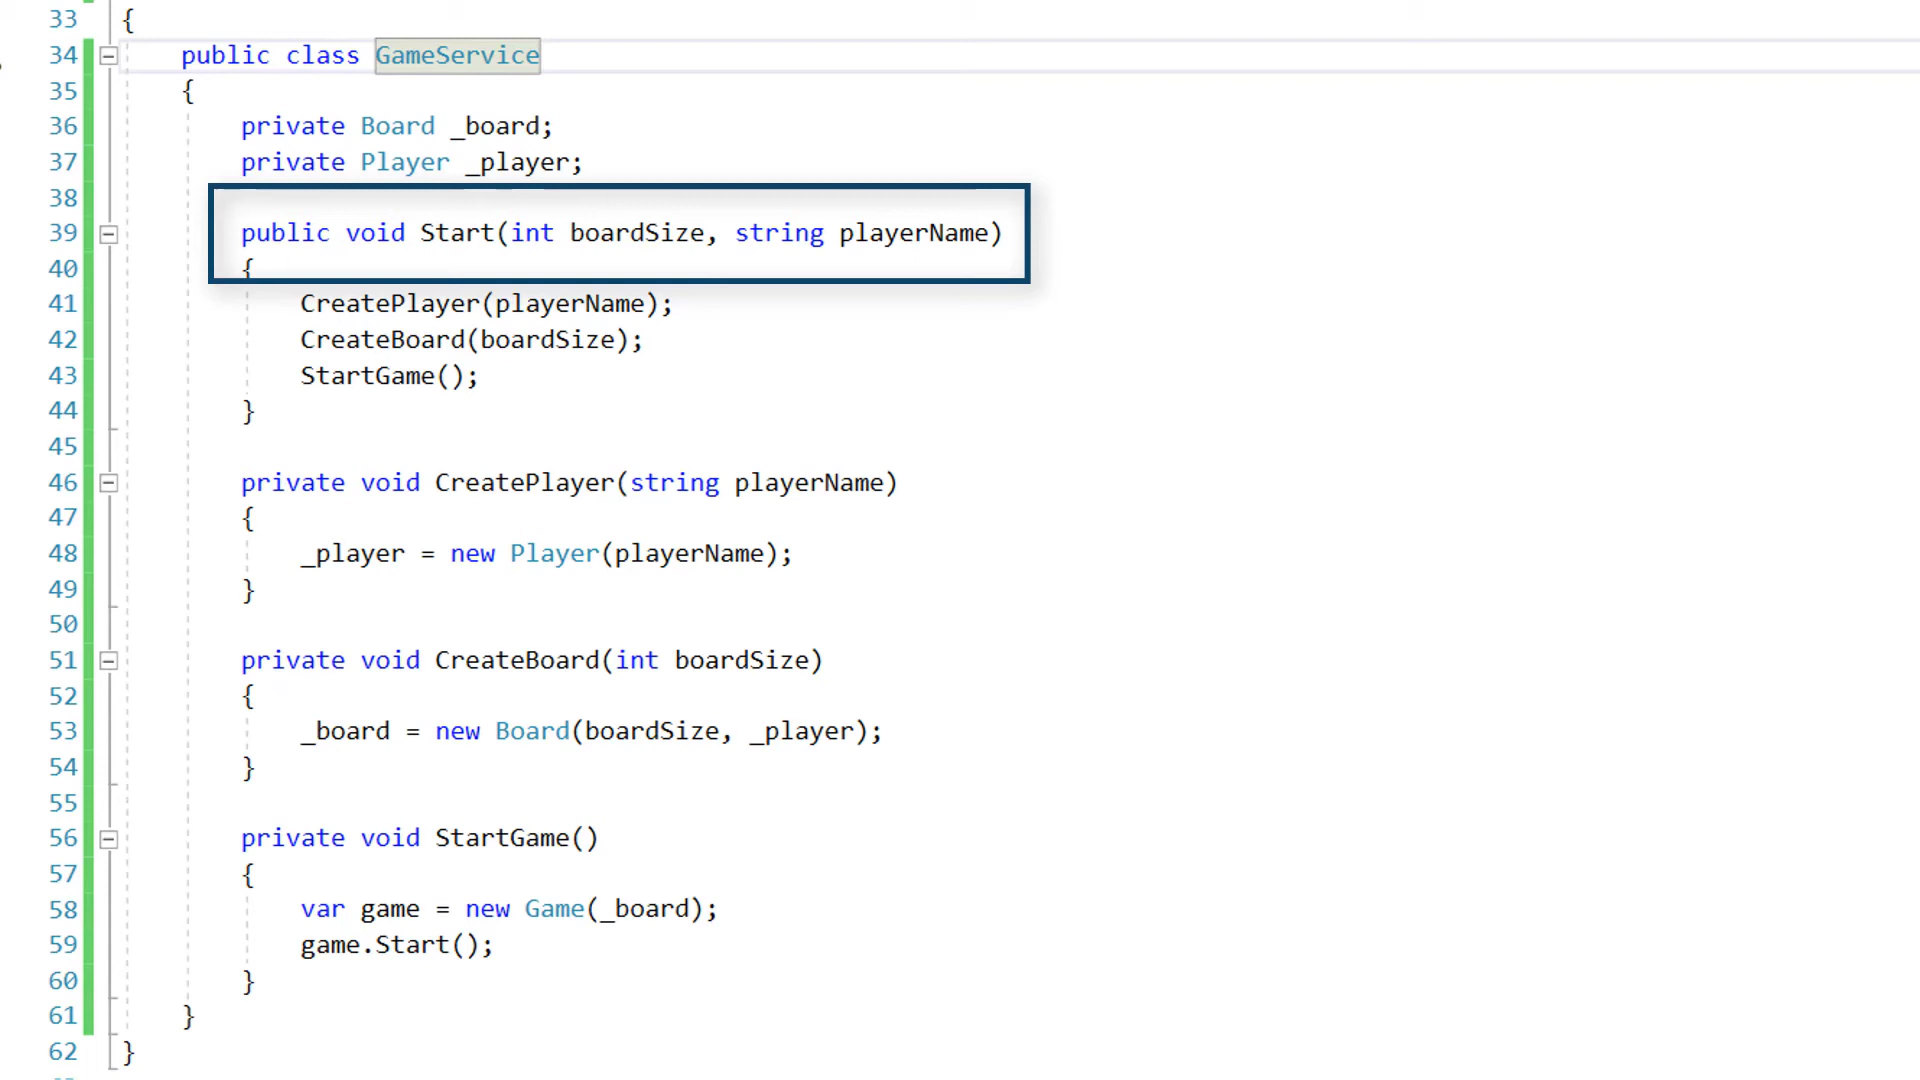 33 {
34 public class GameService
35 {
36 private Board _board;
37 private Player _player;
38
39 public void Start(int boardSize, string playerName)
40 {
41 CreatePlayer(playerName);
42 CreateBoard(boardSize);
43 StartGame();
44 }
45
46 private void CreatePlayer(string playerName)
47 {
48 _player = new Player(playerName);
49 }
50
51 private void CreateBoard(int boardSize)
52 {
53 _board = new Board(boardSize, _player);
54 }
55
56 private void StartGame()
57 {
58 var game = new Game(_board);
59 game.Start();
60 }
61 }
62 }